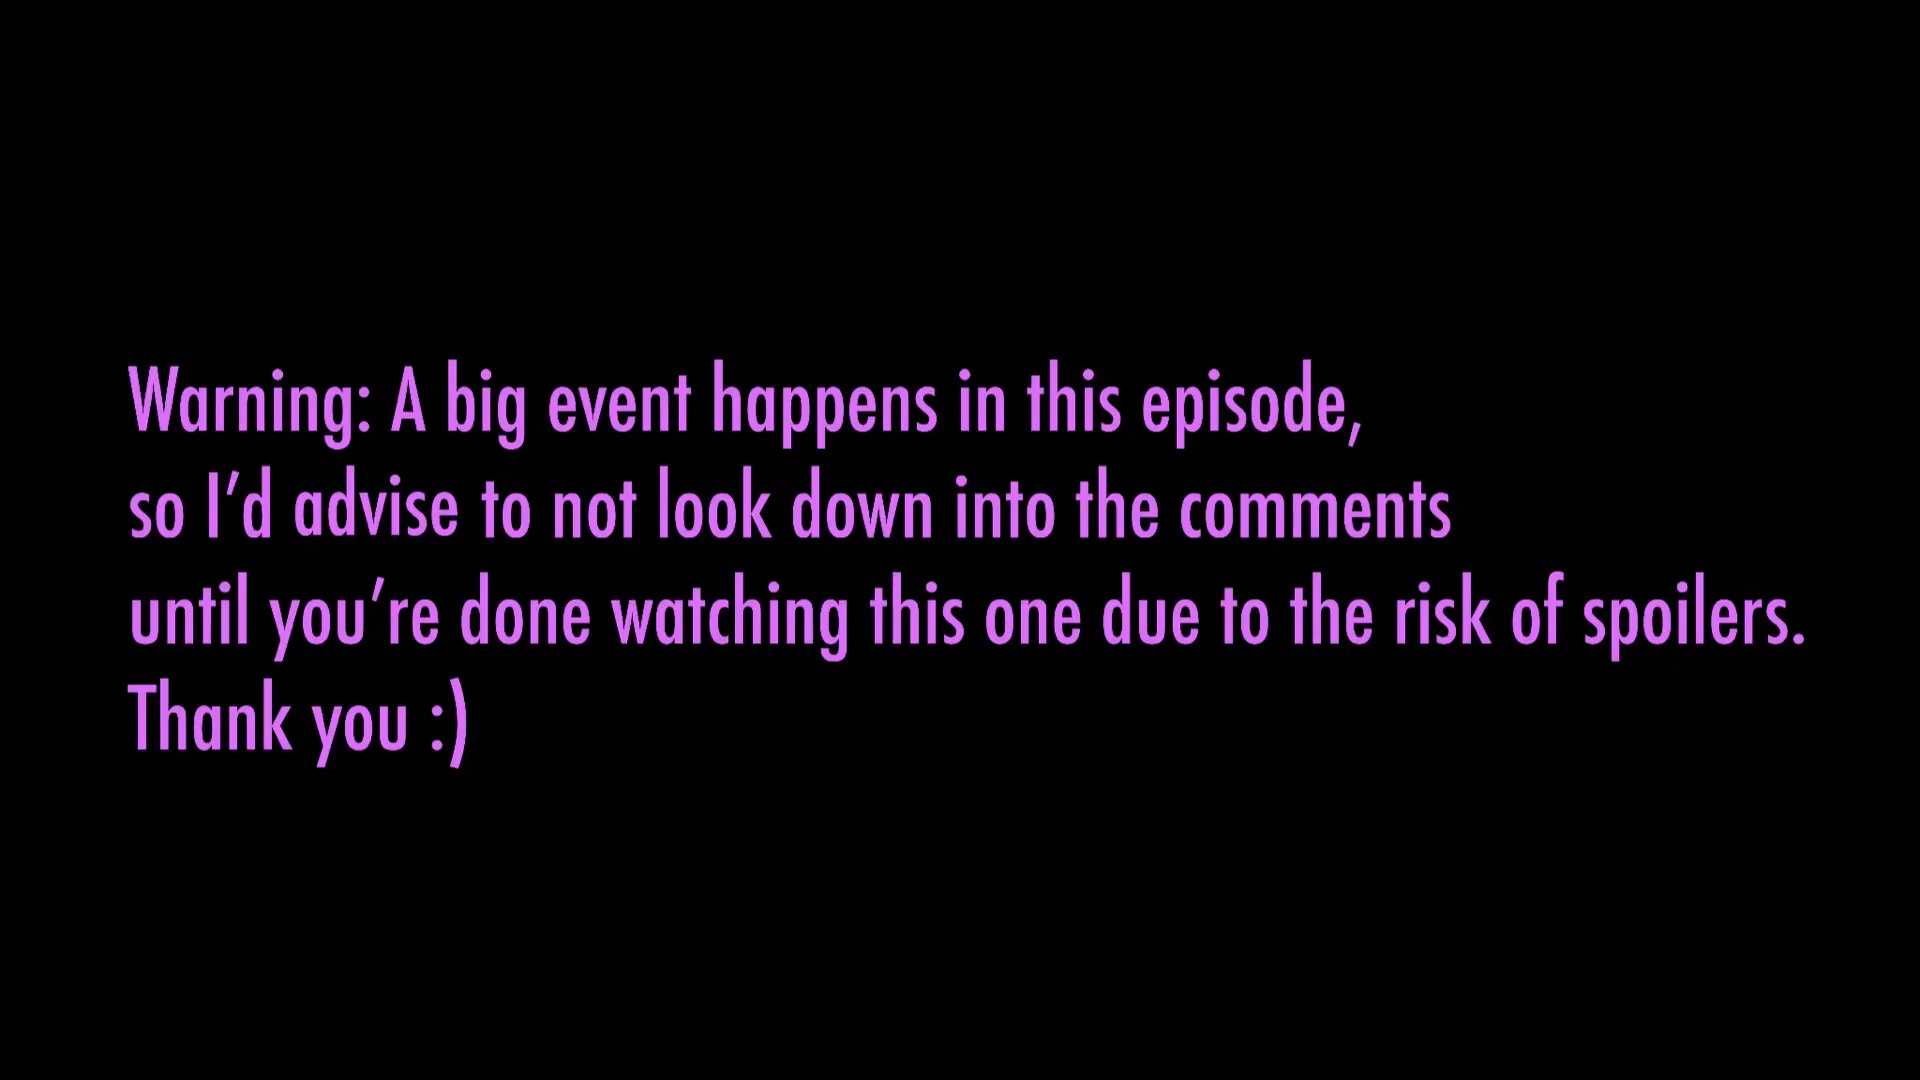 Warning: A big event happens in this episode,
so I’d advise to not look down into the comments
until you’re done watching this one due to the risk of spoilers.
Thank you :)